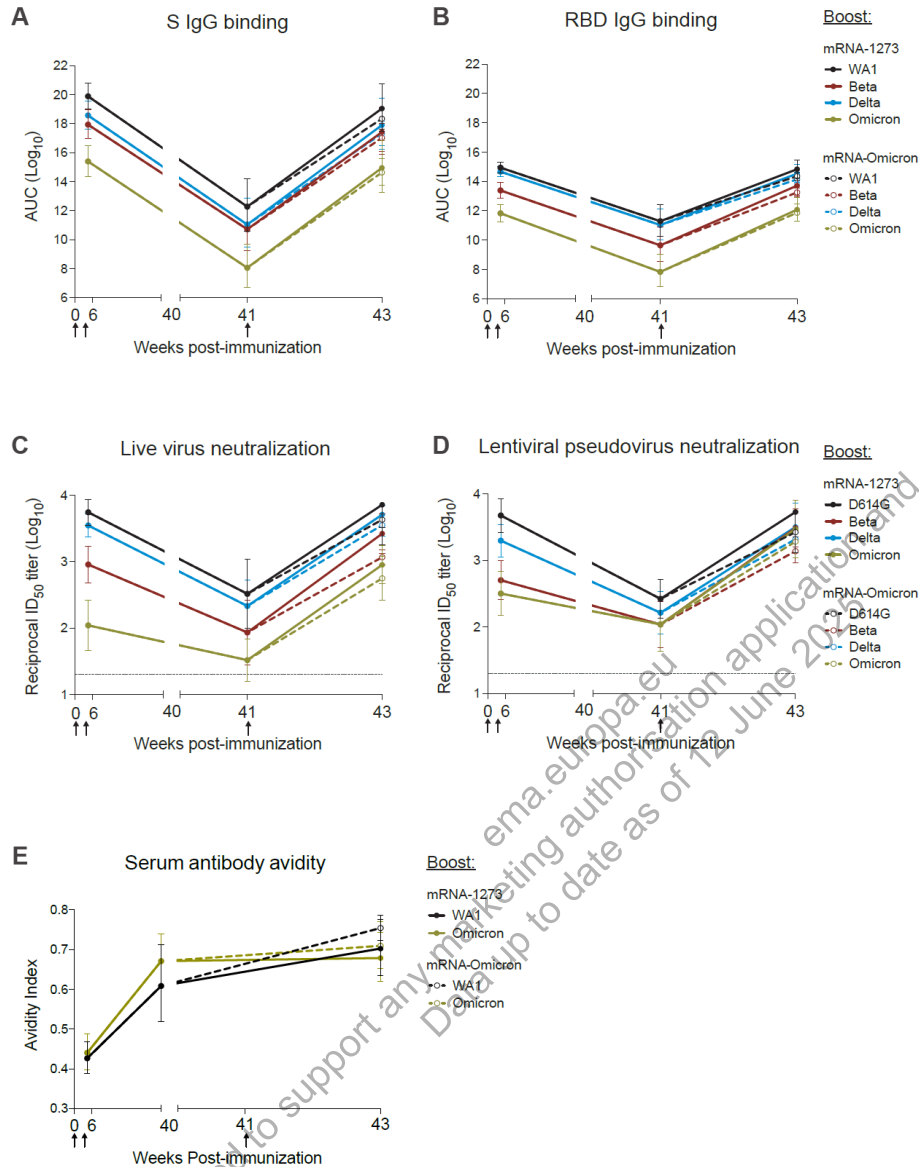 A
S IgG binding
AUC (Log10)
22
20
18
16
14
12
10
8
6
0 6 40 41 43
Weeks post-immunization
B
RBD IgG binding
AUC (Log10)
22
20
18
16
14
12
10
8
6
0 6 40 41 43
Weeks post-immunization
Boost:
mRNA-1273
WA1
Beta
Delta
Omicron
mRNA-Omicron
WA1
Beta
Delta
Omicron
C
Live virus neutralization
Reciprocal ID50 titer (Log10)
4
3
2
1
0 6 40 41 43
Weeks post-immunization
D
Lentiviral pseudovirus neutralization
Reciprocal ID50 titer (Log10)
4
3
2
1
0 6 40 41 43
Weeks post-immunization
Boost:
mRNA-1273
D614G
Beta
Delta
Omicron
mRNA-Omicron
D614G
Beta
Delta
Omicron
E
Serum antibody avidity
Avidity Index
0.8
0.7
0.6
0.5
0.4
0.3
0 6 40 41 43
Weeks Post-immunization
Boost:
mRNA-1273
WA1
Omicron
mRNA-Omicron
WA1
Omicron
ema.europa.eu
to support any marketing authorisation application and
Data up to date as of 12 June 2025